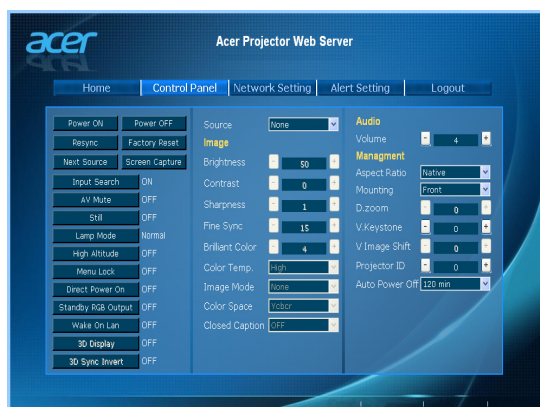 acer
Acer Projector Web Server
Home Control Panel Network Setting Alert Setting Logout
Power ON Power OFF
Resync Factory Reset
Next Source Screen Capture
Input Search ON
AV Mute OFF
Still OFF
Lamp Mode Normal
High Altitude OFF
Menu Lock OFF
Direct Power On OFF
Standby RGB Output OFF
Wake On Lan OFF
3D Display OFF
3D Sync Invert OFF
Source None
Image
Brightness - 50 +
Contrast - 0 +
Sharpness - 1 +
Fine Sync - 15 +
Brilliant Color - 4 +
Color Temp. High
Image Mode None
Color Space Ycbcr
Closed Caption OFF
Audio
Volume - 4 +
Managment
Aspect Ratio Native
Mounting Front
D.zoom - 0 +
V.Keystone - 0 +
V Image Shift - 0 +
Projector ID - 0 +
Auto Power Off 120 min